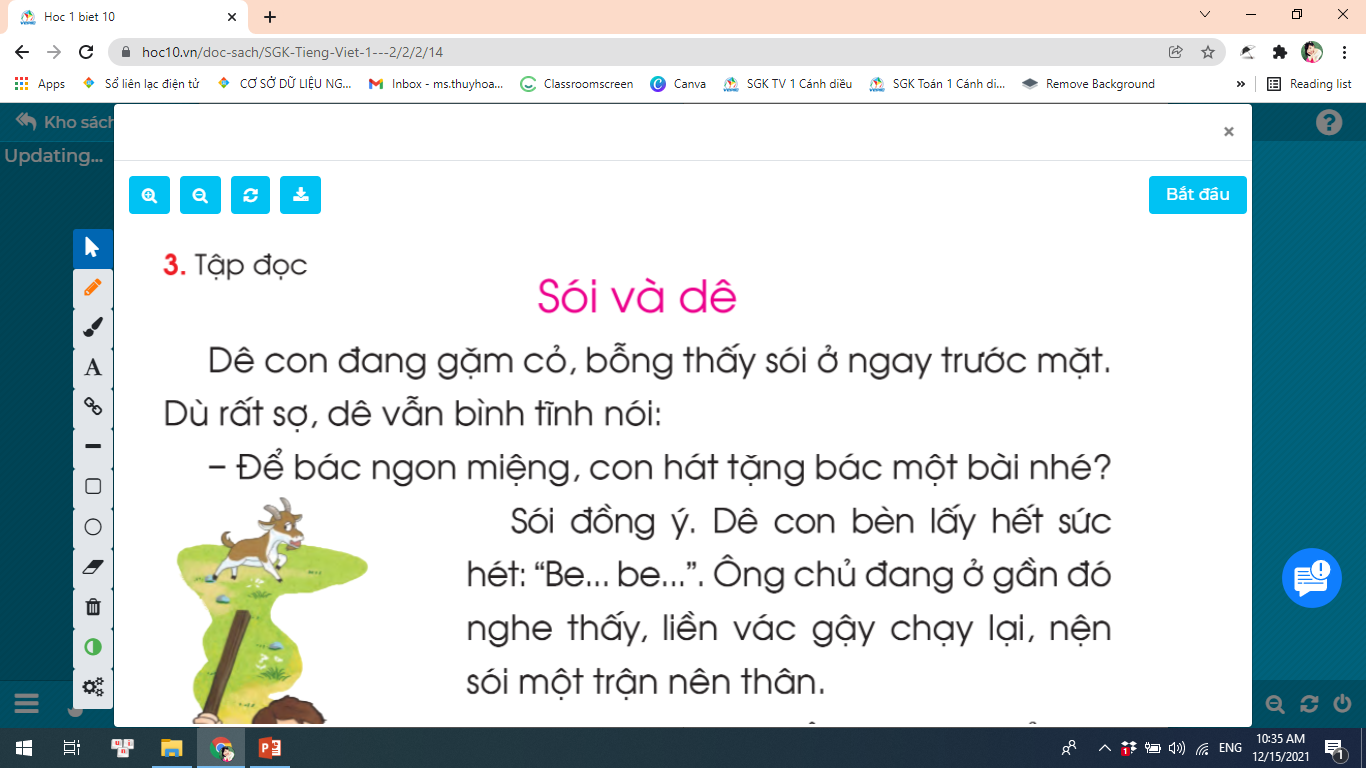 Hoc 1 biet 10
hoc10.vn/doc-sach/SGK-Tieng-Viet-1---2/2/2/14
Apps Sổ liên lạc điện tử CƠ SỞ DỮ LIỆU NG... Inbox - ms.thuyhoa... Classroomscreen Canva SGK TV 1 Cánh diều SGK Toán 1 Cánh di... Remove Background » Reading list
Kho sách
Updating...
Bắt đầu
3. Tập đọc
Sói và dê
Dê con đang gặm cỏ, bỗng thấy sói ở ngay trước mặt.
Dù rất sợ, dê vẫn bình tĩnh nói:
– Để bác ngon miệng, con hát tặng bác một bài nhé?
Sói đồng ý. Dê con bèn lấy hết sức
hét: “Be... be...”. Ông chủ đang ở gần đó
nghe thấy, liền vác gậy chạy lại, nện
sói một trận nên thân.
ENG
10:35 AM
12/15/2021